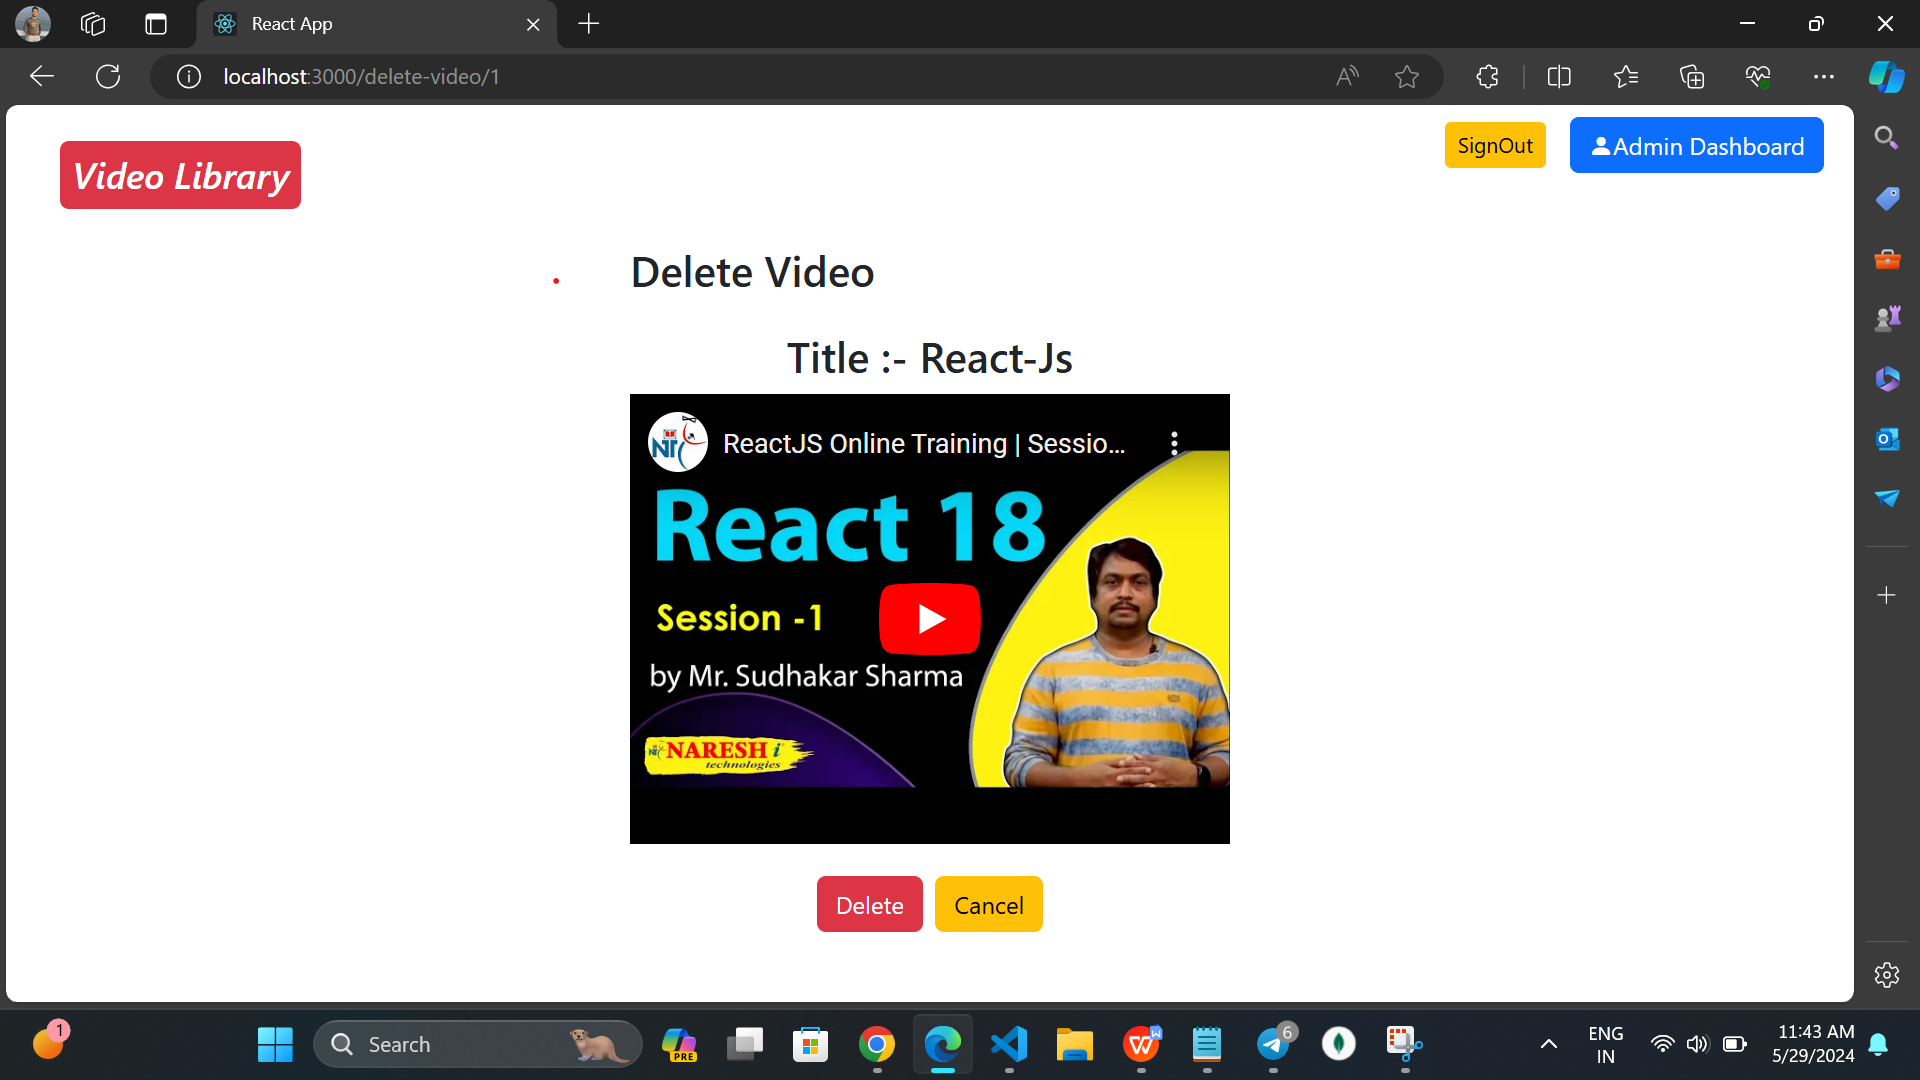 React App
localhost:3000/delete-video/1
Video Library
SignOut
Admin Dashboard
Delete Video
Title :- React-Js
NT
ReactJS Online Training | Sessio...
React 18
Session -1
by Mr. Sudhakar Sharma
NARESH i
technologies
Delete
Cancel
1
Search
PRE
6
ENG
IN
11:43 AM
5/29/2024